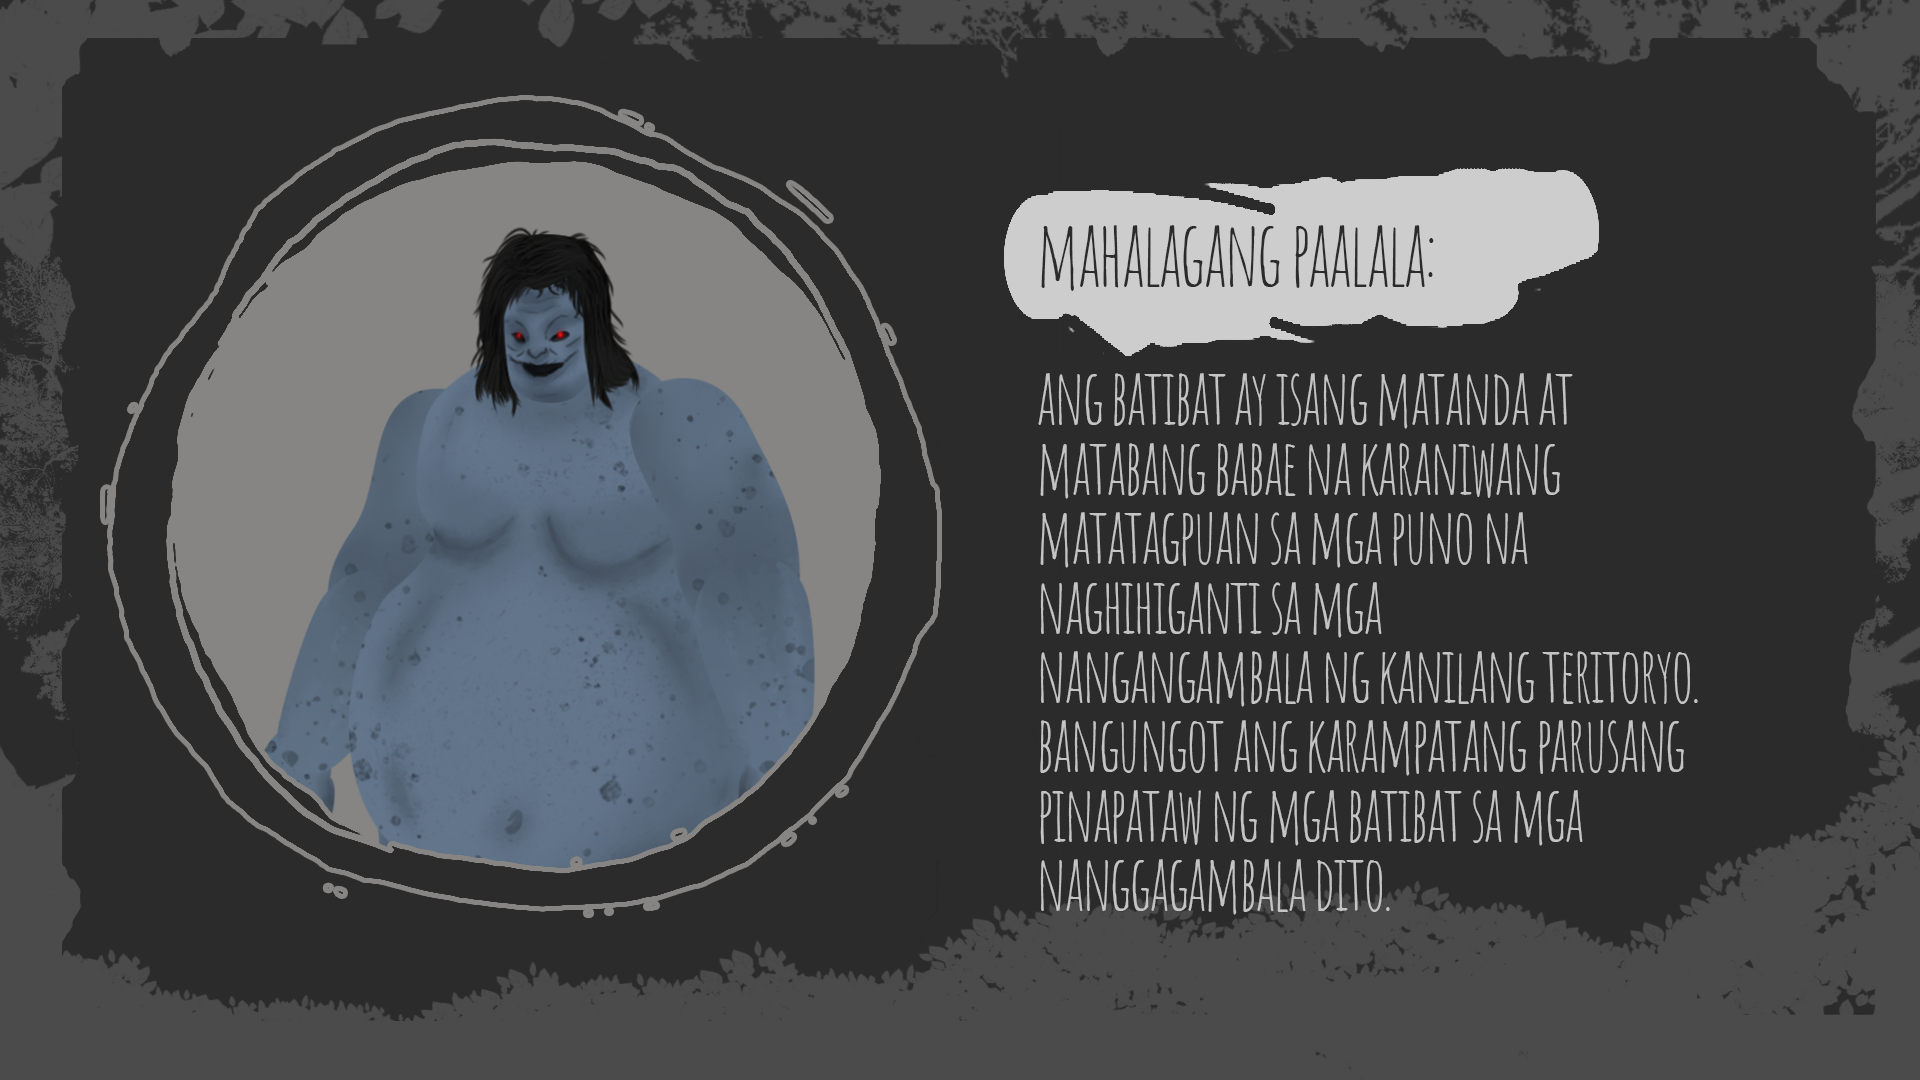 MAHALAGANG PAALALA:
ANG BATIBAT AY ISANG MATANDA AT
MATABANG BABAE NA KARANIWANG
MATATAGPUAN SA MGA PUNO NA
NAGHIHIGANTI SA MGA
NANGANGAMBALA NG KANILANG TERITORYO.
BANGUNGOT ANG KARAMPATANG PARUSANG
PINAPATAW NG MGA BATIBAT SA MGA
NANGGAGAMBALA DITO.